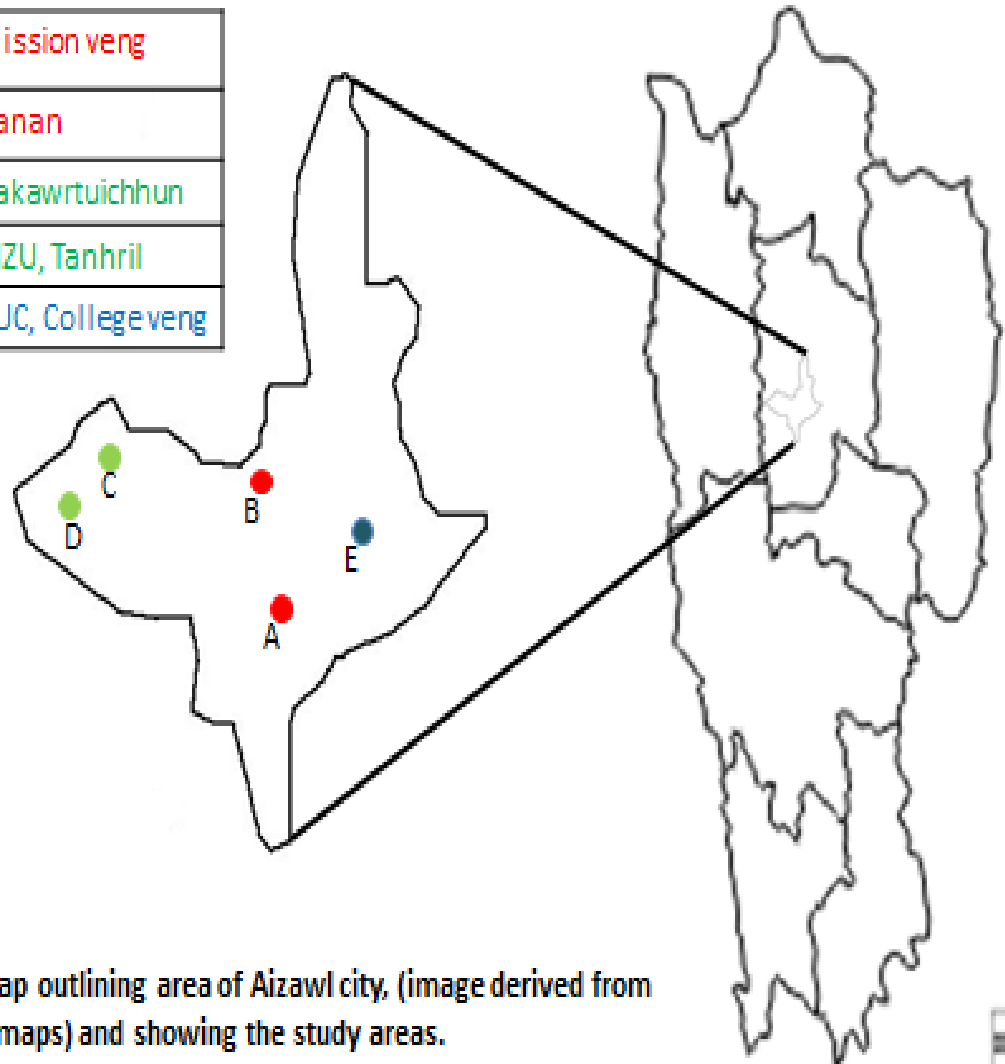 ission veng
anan
akawrtuichhun
ZU, Tanhril
UC, College veng
C
D
B
E
A
ap outlining area of Aizawl city, (image derived from
maps) and showing the study areas.